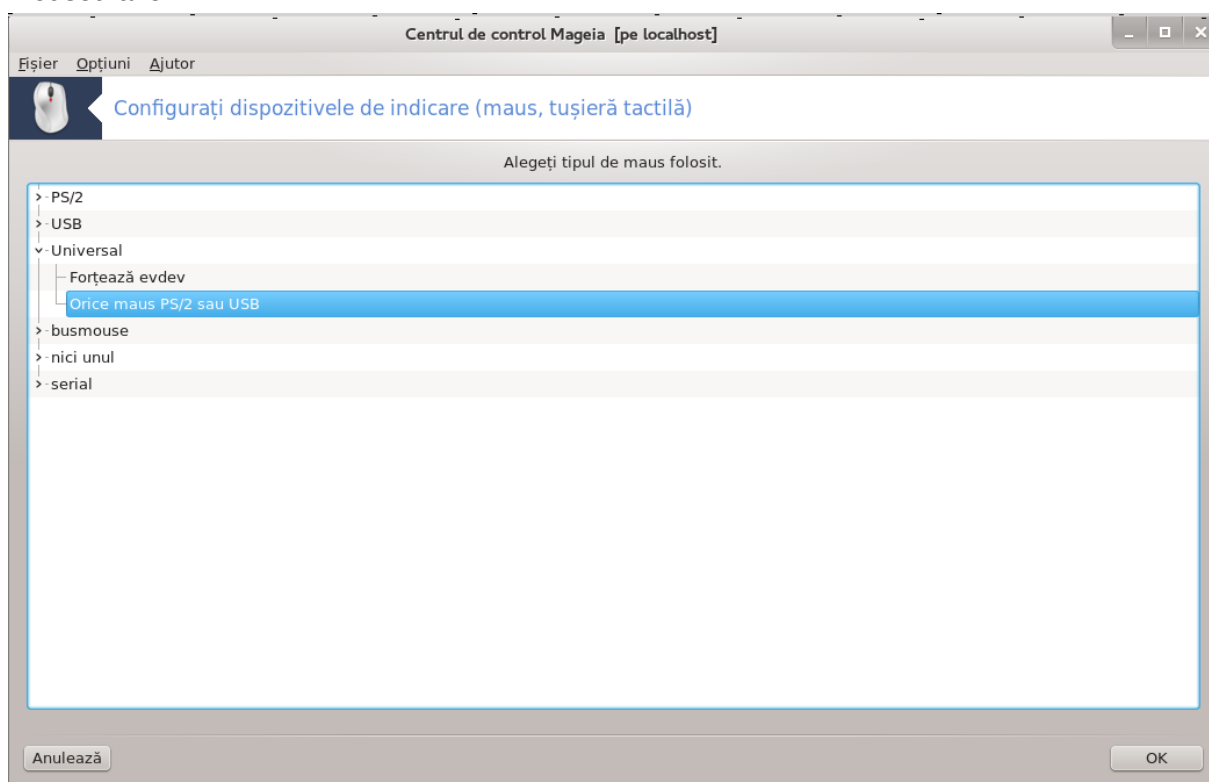 Centrul de control Mageia [pe localhost]
Fișier Opțiuni Ajutor
Configurați dispozitivele de indicare (maus, tușieră tactilă)
Alegeți tipul de maus folosit.
PS/2
USB
Universal
Forțează evdev
Orice maus PS/2 sau USB
busmouse
nici unul
serial
Anulează OK